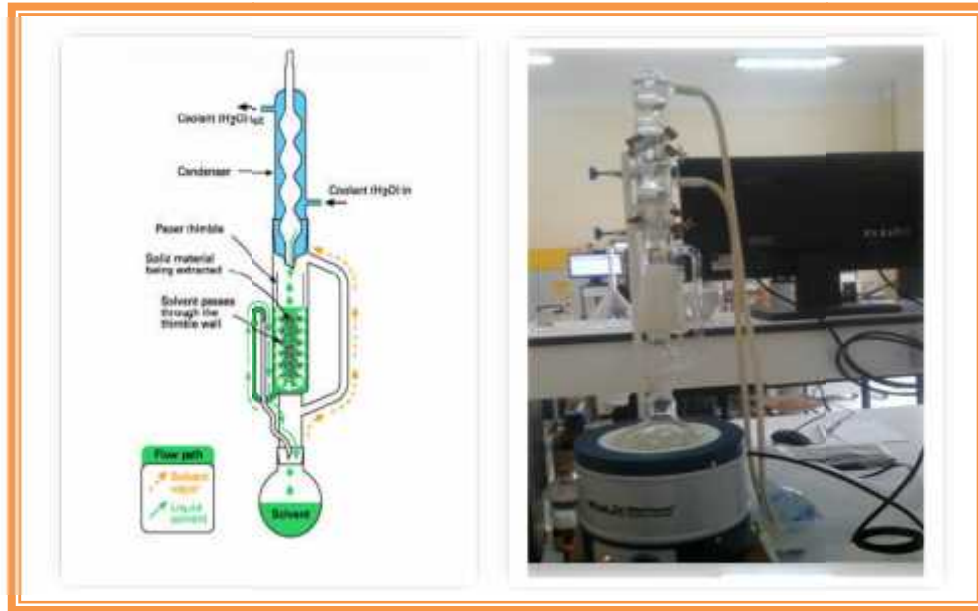 Coolant (H2O) out
Condenser
Coolant (H2O) in
Paper thimble
Solid material
being extracted
Solvent passes
through the
thimble wall
Flow path
Solvent
vapor
Liquid
solvent
Solvent